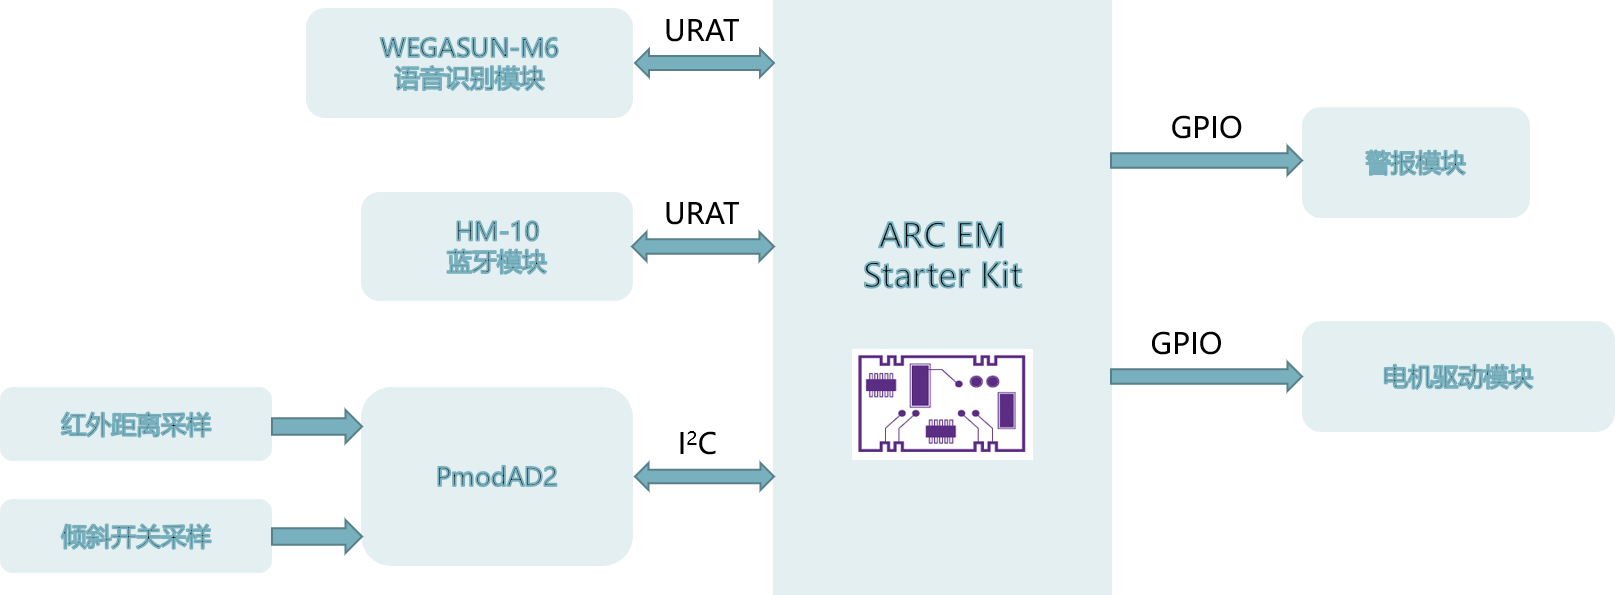 WEGASUN-M6
语音识别模块
URAT
HM-10
蓝牙模块
URAT
红外距离采样
倾斜开关采样
PmodAD2
I²C
ARC EM
Starter Kit
GPIO
警报模块
GPIO
电机驱动模块